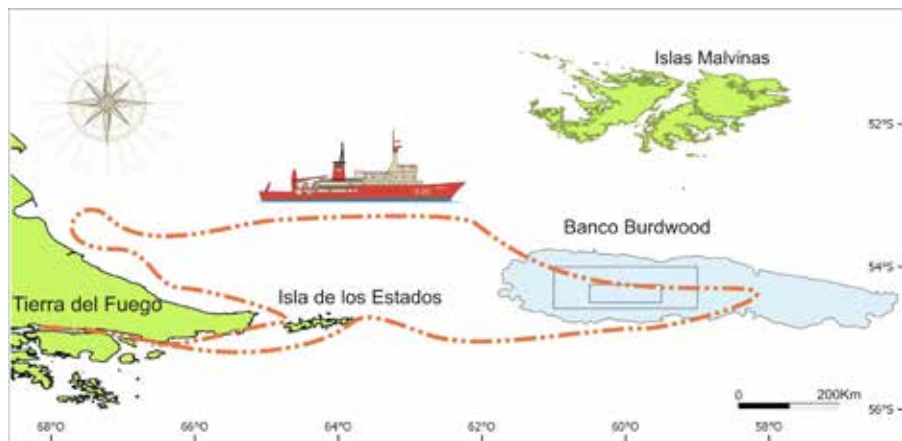 Islas Malvinas
52°S
Banco Burdwood
54°S
Tierra del Fuego
Isla de los Estados
0 200Km
56°S
68°W 66°W 64°W 62°W 60°W 58°W